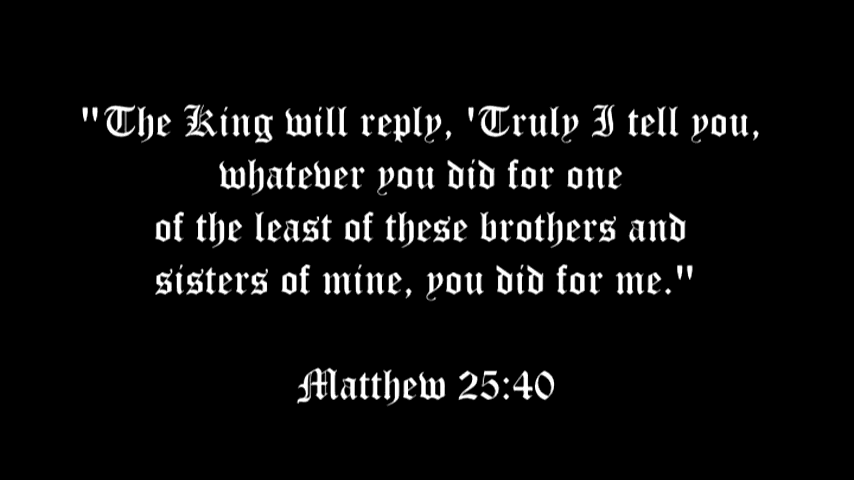 "The King will reply, 'Truly I tell you,
whatever you did for one
of the least of these brothers and
sisters of mine, you did for me."
Matthew 25:40